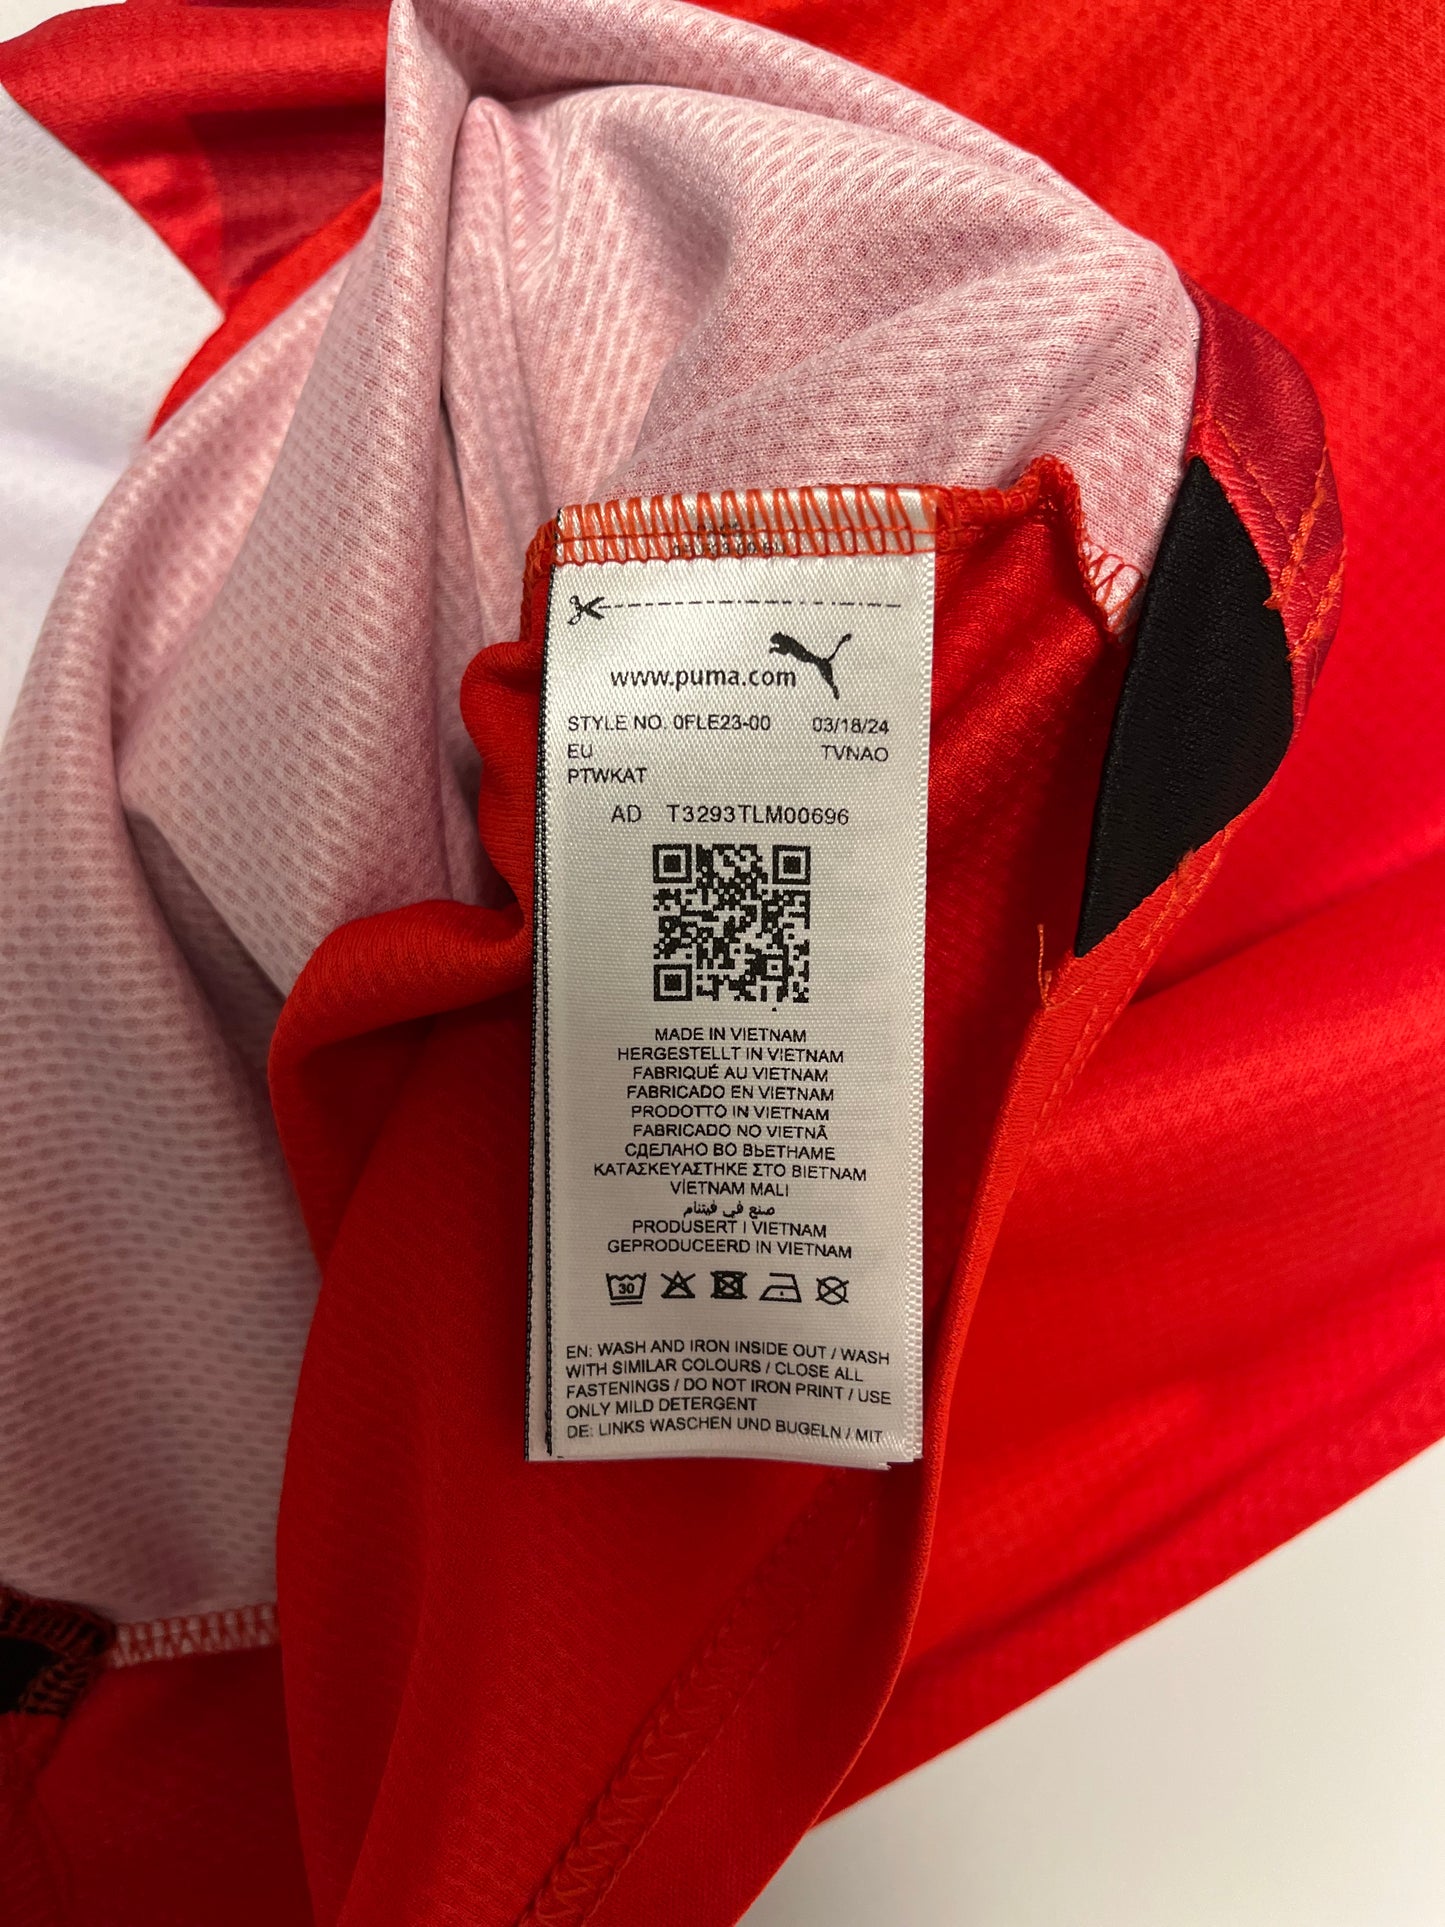 www.puma.com
STYLE NO. 0FLE23-00 03/18/24
EU TVNAO
PTWKAT
AD T3293TLM00696
MADE IN VIETNAM
HERGESTELLT IN VIETNAM
FABRIQUÉ AU VIETNAM
FABRICADO EN VIETNAM
PRODOTTO IN VIETNAM
FABRICADO NO VIETNÃ
СДЕЛАНО ВО ВЬЕТНАМЕ
ΚΑΤΑΣΚΕΥΑΣΤΗΚΕ ΣΤΟ ΒΙΕΤΝΑΜ
VİETNAM MALI
صنع في فيتنام
PRODUSERT I VIETNAM
GEPRODUCEERD IN VIETNAM
30
EN: WASH AND IRON INSIDE OUT / WASH
WITH SIMILAR COLOURS / CLOSE ALL
FASTENINGS / DO NOT IRON PRINT / USE
ONLY MILD DETERGENT
DE: LINKS WASCHEN UND BUGELN / MIT